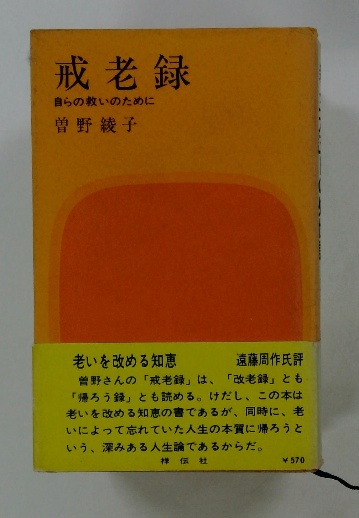 戒老録
自らの救いのために
曽野綾子
老いを改める知恵 遠藤周作氏評
曽野さんの「戒老録」は、「改老録」とも
「帰ろう録」とも読める。けだし、この本は
老いを改める知恵の書であるが、同時に、老
いによって忘れていた人生の本質に帰ろうと
いう、深みある人生論であるからだ。
祥伝社 ¥570